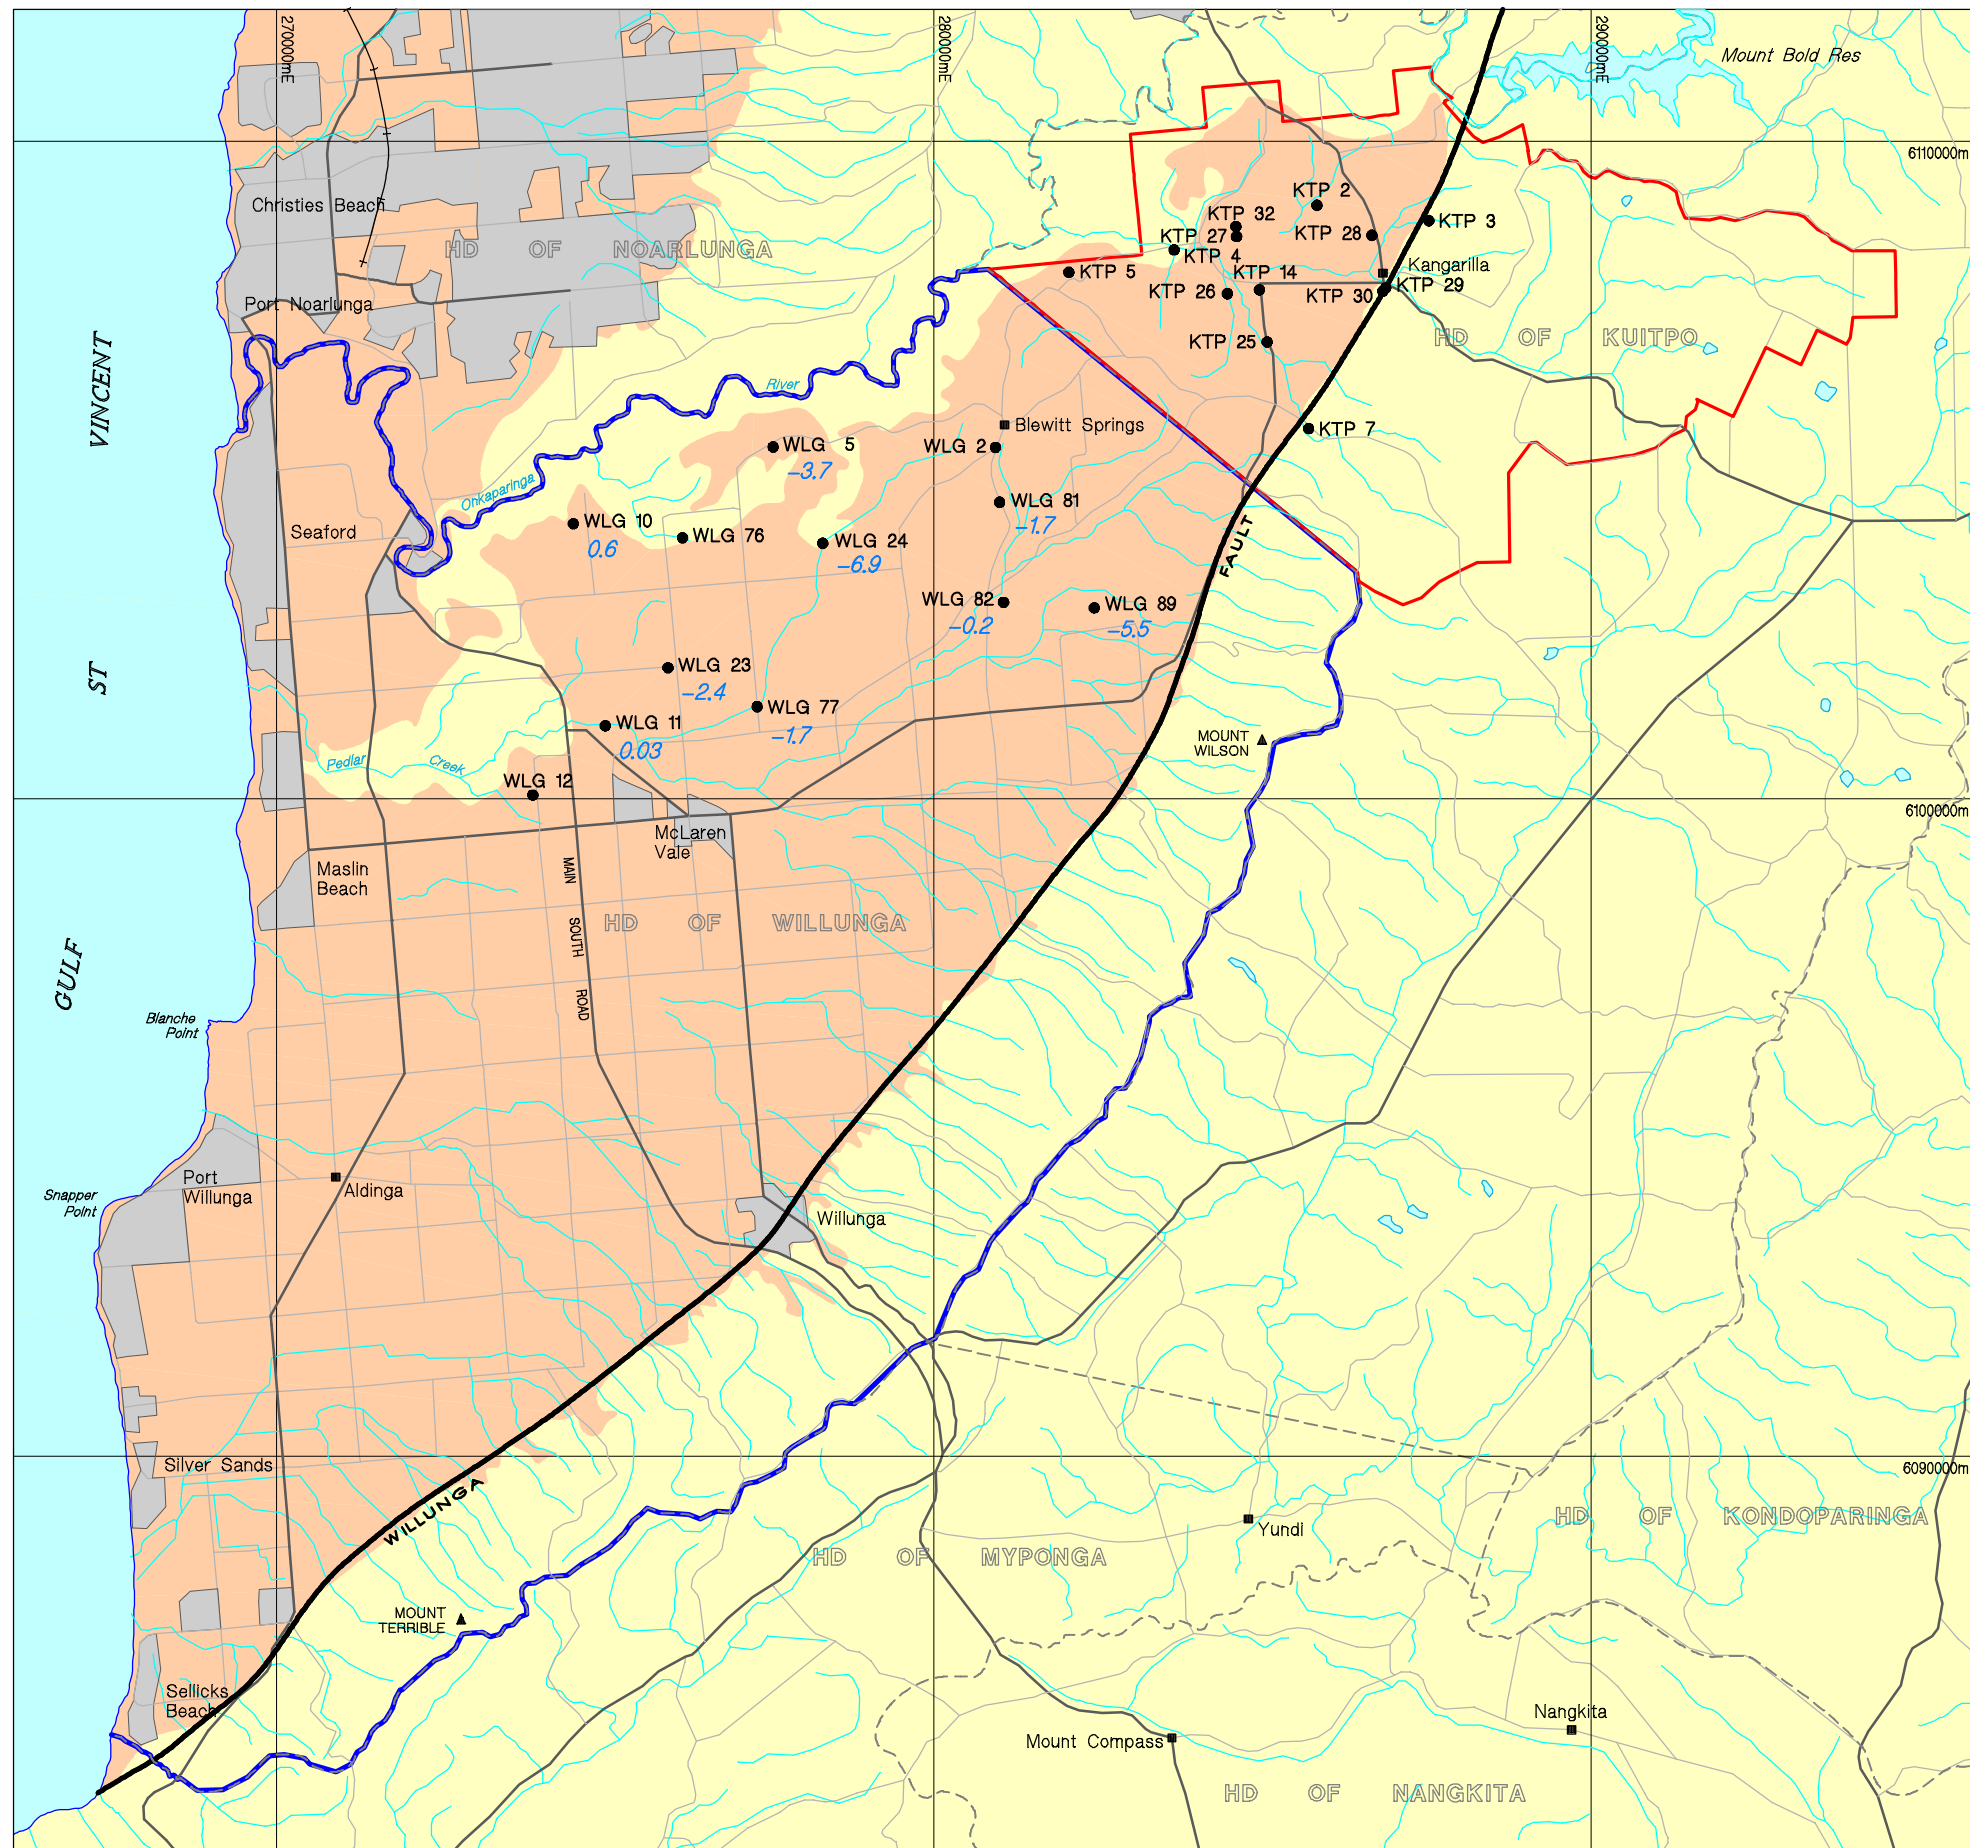 270000mE
280000mE
290000mE
Mount Bold Res
6110000m
Christies Beach
HD OF NOARLUNGA
KTP 2
KTP 32
KTP 3
KTP 27
KTP 28
KTP 4
KTP 5
KTP 14
Kangarilla
KTP 26
KTP 30
KTP 29
Port Noarlunga
HD OF KUITPO
KTP 25
VINCENT
River
Blewitt Springs
KTP 7
WLG 5
-3.7
WLG 2
Onkaparinga
WLG 81
-1.7
Seaford
WLG 10
0.6
WLG 76
WLG 24
-6.9
FAULT
WLG 82
-0.2
WLG 89
-5.5
ST
WLG 23
-2.4
WLG 77
-1.7
WLG 11
0.03
MOUNT
WILSON
Pedlar
Creek
WLG 12
6100000m
McLaren
Vale
Maslin
Beach
MAIN
SOUTH
ROAD
HD OF WILLUNGA
GULF
Blanche
Point
Port
Willunga
Aldinga
Snapper
Point
Willunga
Silver Sands
6090000m
WILLUNGA
HD OF KONDOPARINGA
Yundi
HD OF MYPONGA
MOUNT
TERRIBLE
Sellicks
Beach
Nangkita
Mount Compass
HD OF NANGKITA